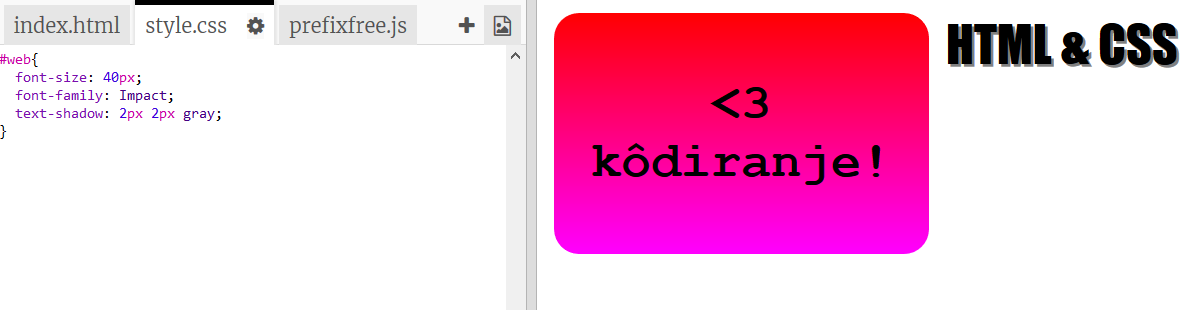 index.html style.css prefixfree.js +
#web{
font-size: 40px;
font-family: Impact;
text-shadow: 2px 2px gray;
}
<3
kôdiranje!
HTML & CSS